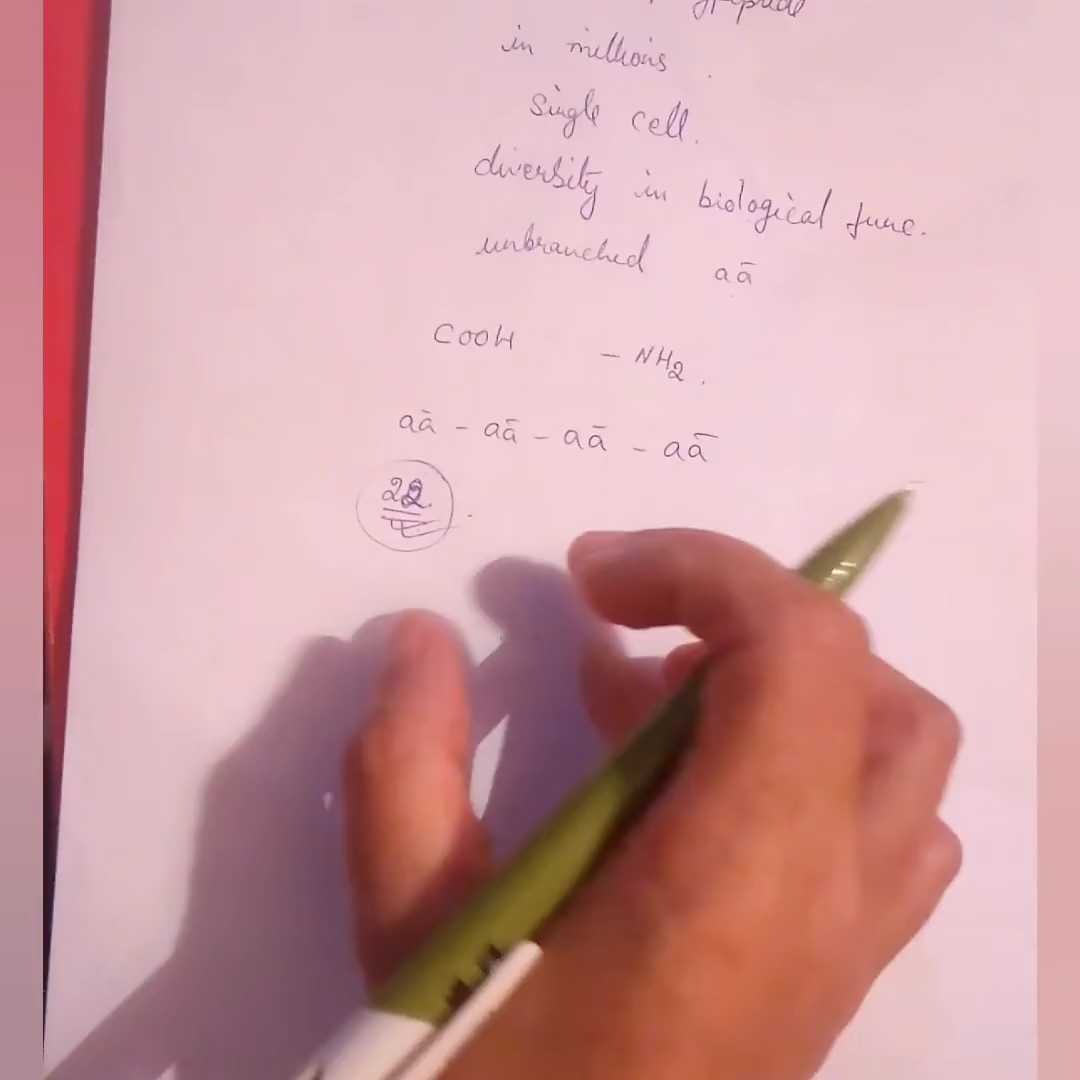 in millions.
single cell.
diversity in biological func.
unbranched aā
COOH - NH2.
aā - aā - aā - aā
22.